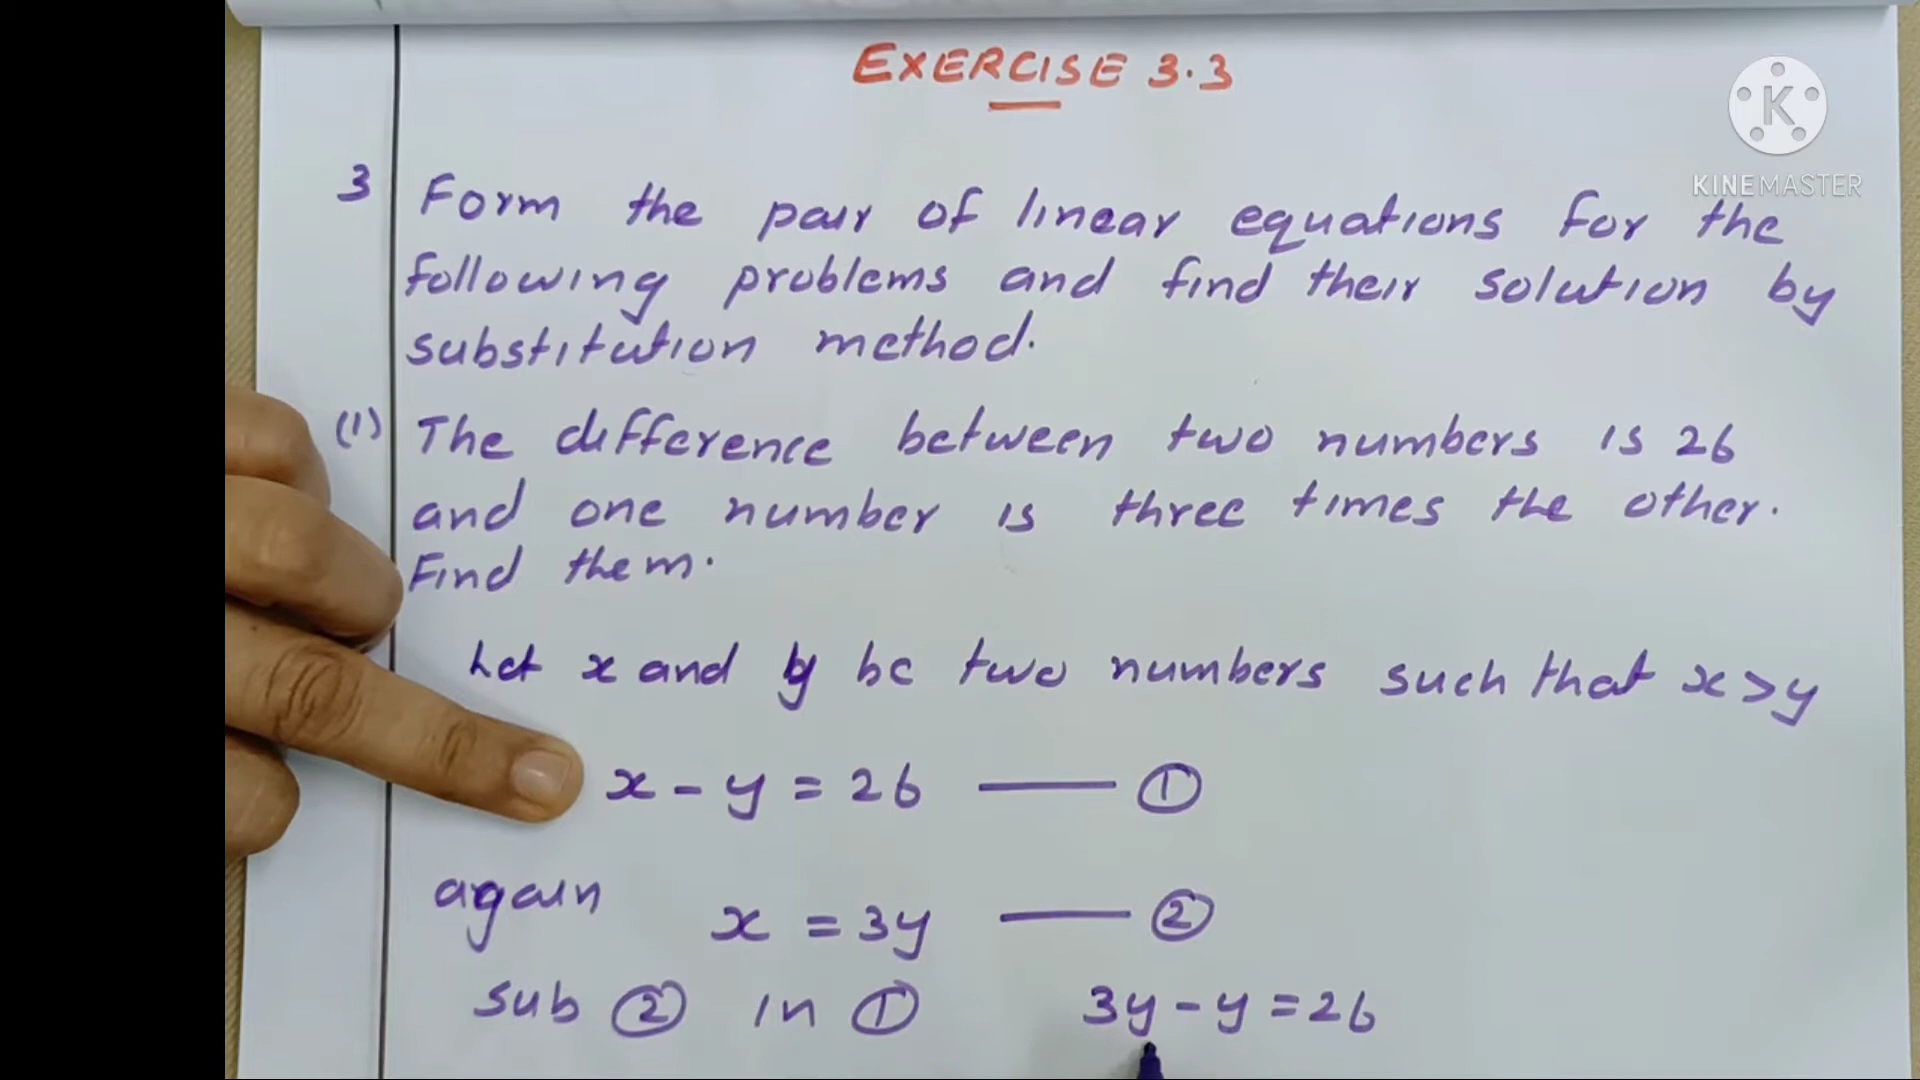 EXERCISE 3.3
KINEMASTER
3 Form the pair of linear equations for the
following problems and find their solution by
substitution method.
(1) The difference between two numbers is 26
and one number is three times the other.
Find them.
Let x and y be two numbers such that x > y
x - y = 26 —— ①
again x = 3y —— ②
sub ② in ① 3y - y = 26